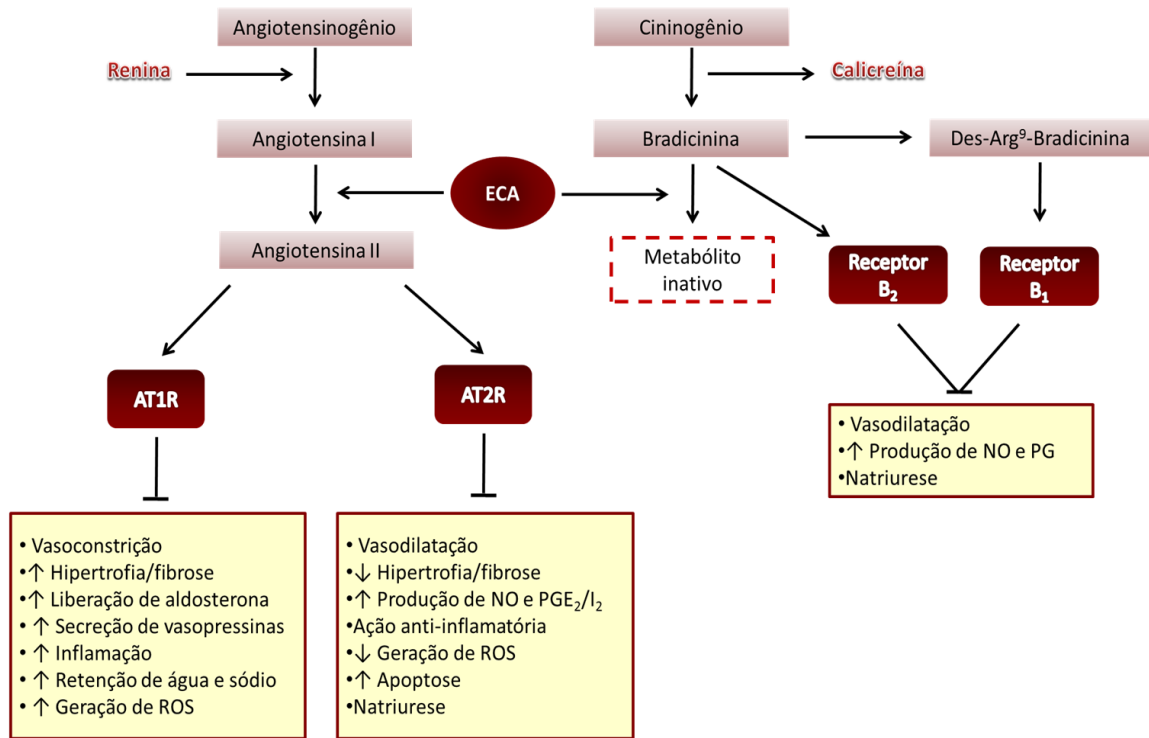 Angiotensinogênio
Cininogênio
Renina
Calicreína
Angiotensina I
Bradicinina
Des-Arg⁹-Bradicinina
ECA
Angiotensina II
Metabólito
inativo
Receptor
B₂
Receptor
B₁
AT1R
AT2R
• Vasodilatação
•↑ Produção de NO e PG
• Natriurese
• Vasoconstrição
•↑ Hipertrofia/fibrose
•↑ Liberação de aldosterona
• ↑ Secreção de vasopressinas
• ↑ Inflamação
• ↑ Retenção de água e sódio
• ↑ Geração de ROS
• Vasodilatação
•↓ Hipertrofia/fibrose
•↑ Produção de NO e PGE₂/I₂
•Ação anti-inflamatória
•↓ Geração de ROS
•↑ Apoptose
•Natriurese